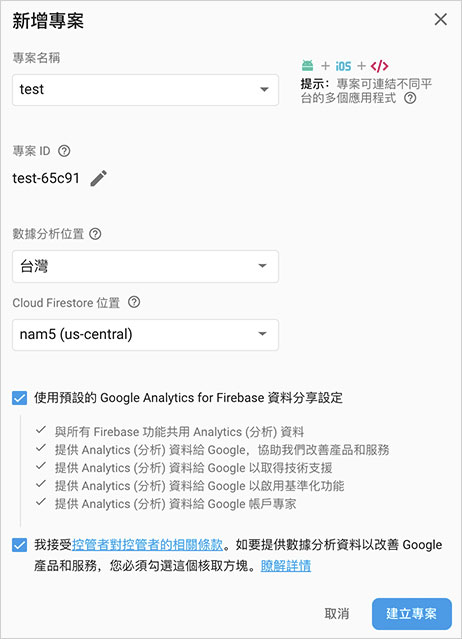 新增專案
專案名稱
test
+ iOS + </>
提示：專案可連結不同平
台的多個應用程式
專案 ID
test-65c91
數據分析位置
台灣
Cloud Firestore 位置
nam5 (us-central)
使用預設的 Google Analytics for Firebase 資料分享設定
與所有 Firebase 功能共用 Analytics (分析) 資料
提供 Analytics (分析) 資料給 Google，協助我們改善產品和服務
提供 Analytics (分析) 資料給 Google 以取得技術支援
提供 Analytics (分析) 資料給 Google 以啟用基準化功能
提供 Analytics (分析) 資料給 Google 帳戶專家
我接受控管者對控管者的相關條款。如要提供數據分析資料以改善 Google
產品和服務，您必須勾選這個核取方塊。瞭解詳情
取消
建立專案